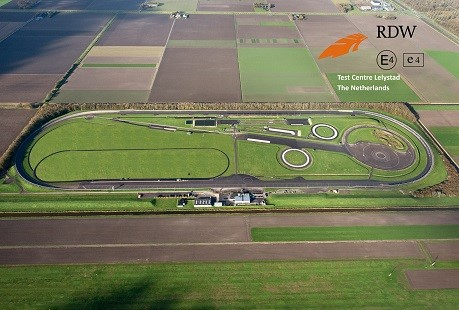 RDW
E4 e4
Test Centre Lelystad
The Netherlands